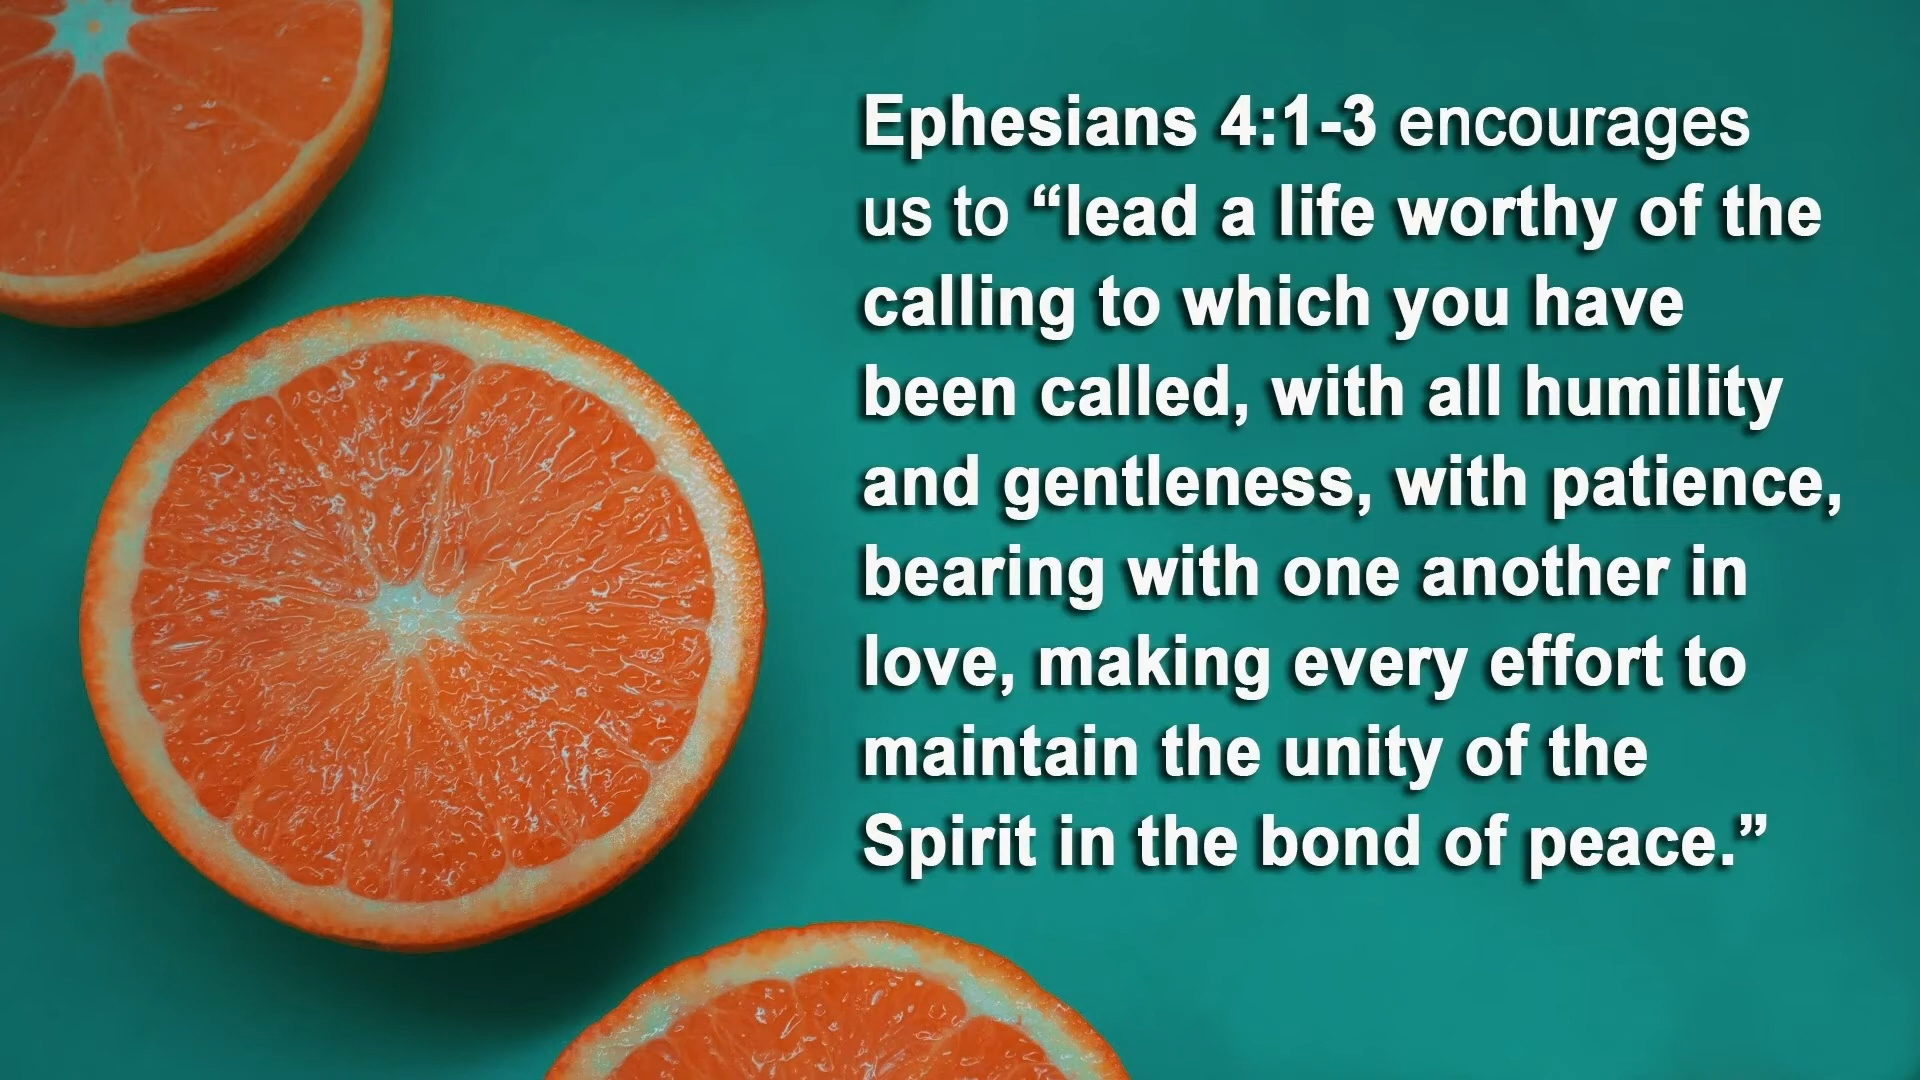 Ephesians 4:1-3 encourages
us to “lead a life worthy of the
calling to which you have
been called, with all humility
and gentleness, with patience,
bearing with one another in
love, making every effort to
maintain the unity of the
Spirit in the bond of peace.”